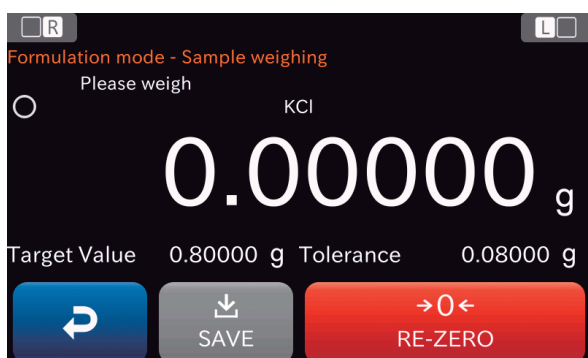 R L
Formulation mode - Sample weighing
Please weigh
KCl
0.00000 g
Target Value 0.80000 g Tolerance 0.08000 g
SAVE →0← RE-ZERO